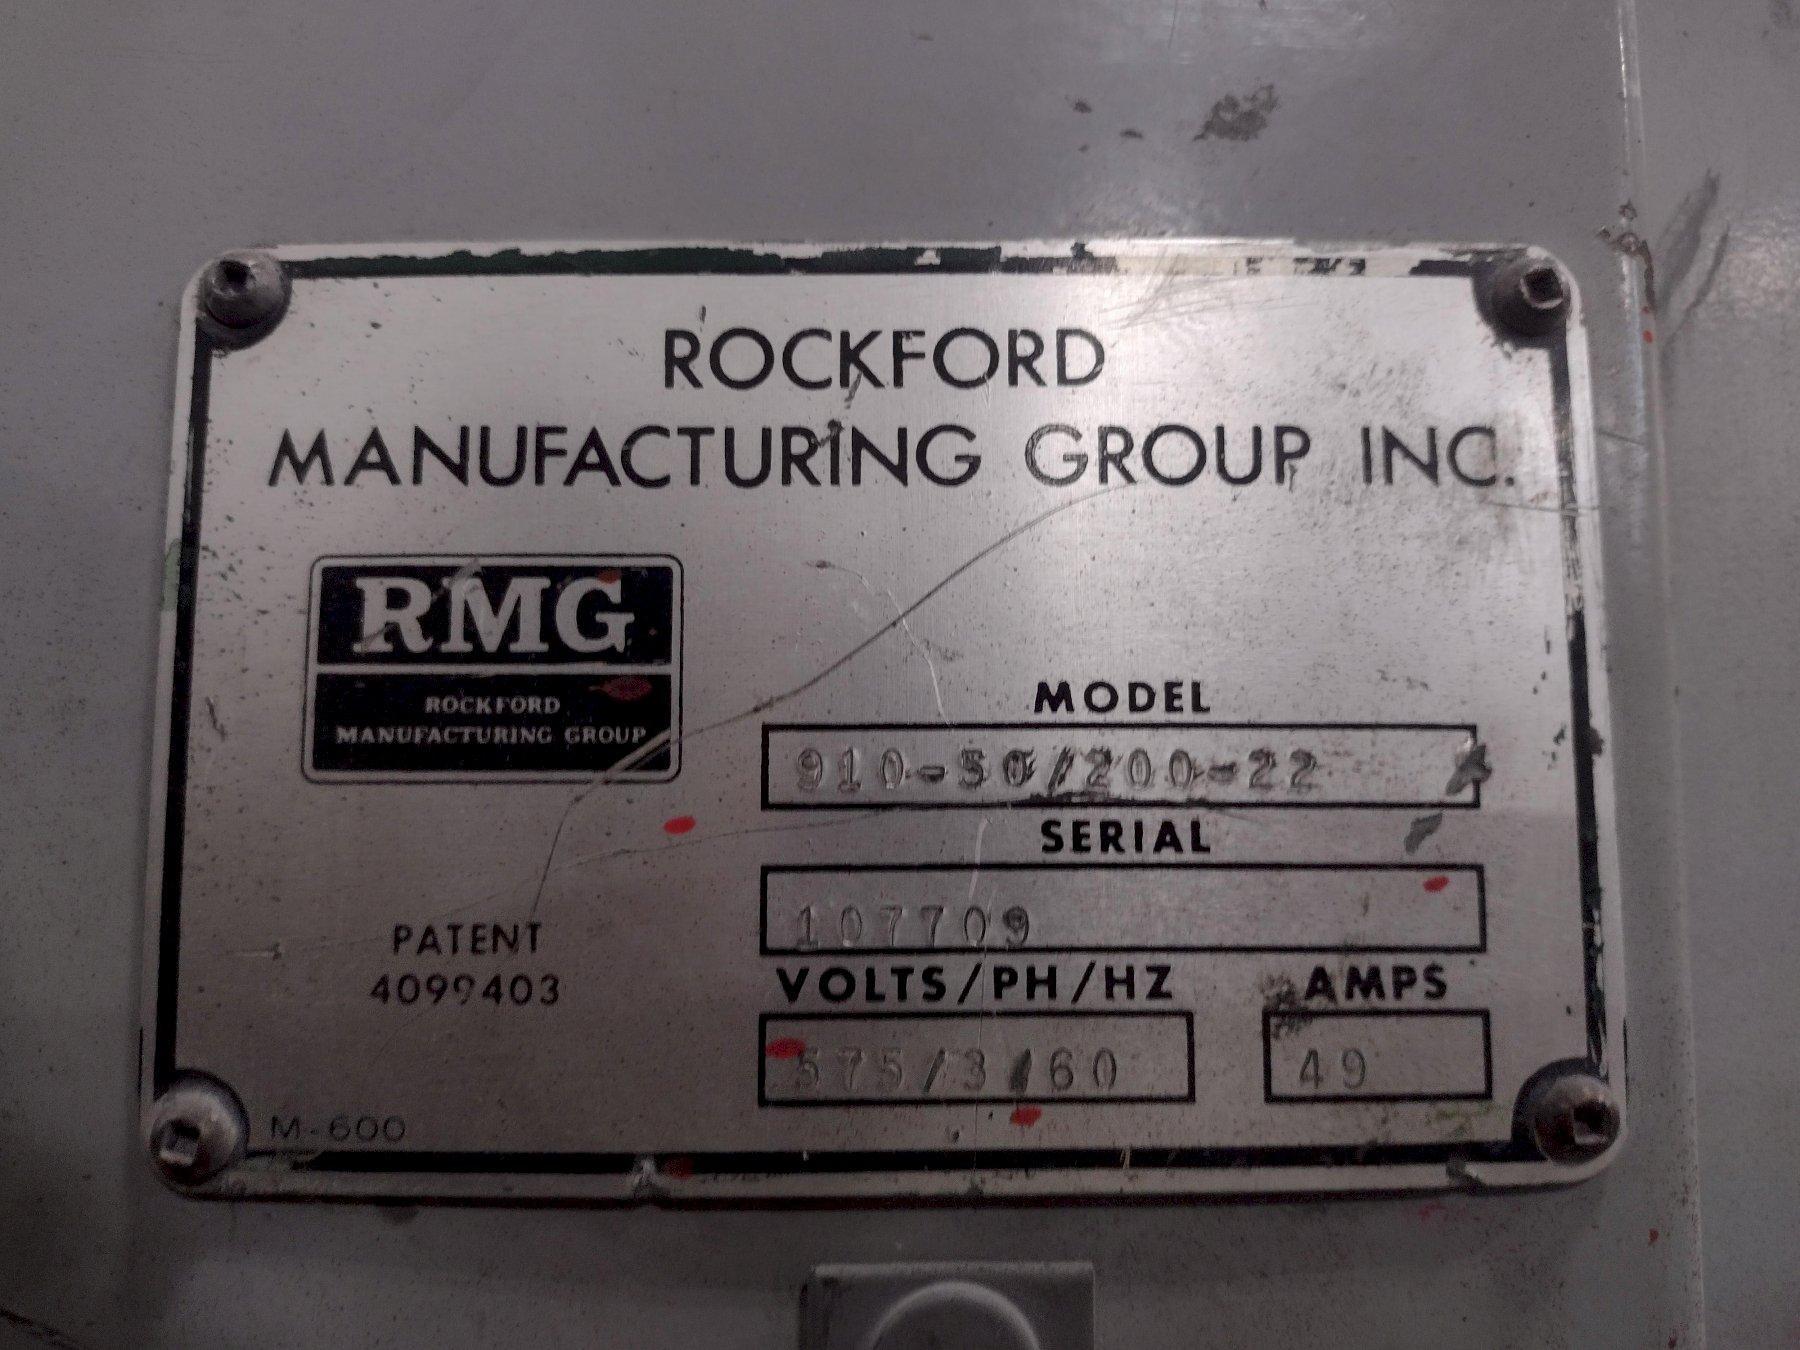 ROCKFORD
MANUFACTURING GROUP INC.
RMG
ROCKFORD
MANUFACTURING GROUP
MODEL
910-50/200-22
SERIAL
107709
PATENT
4099403
VOLTS/PH/HZ
AMPS
575/3/60
49
M-600